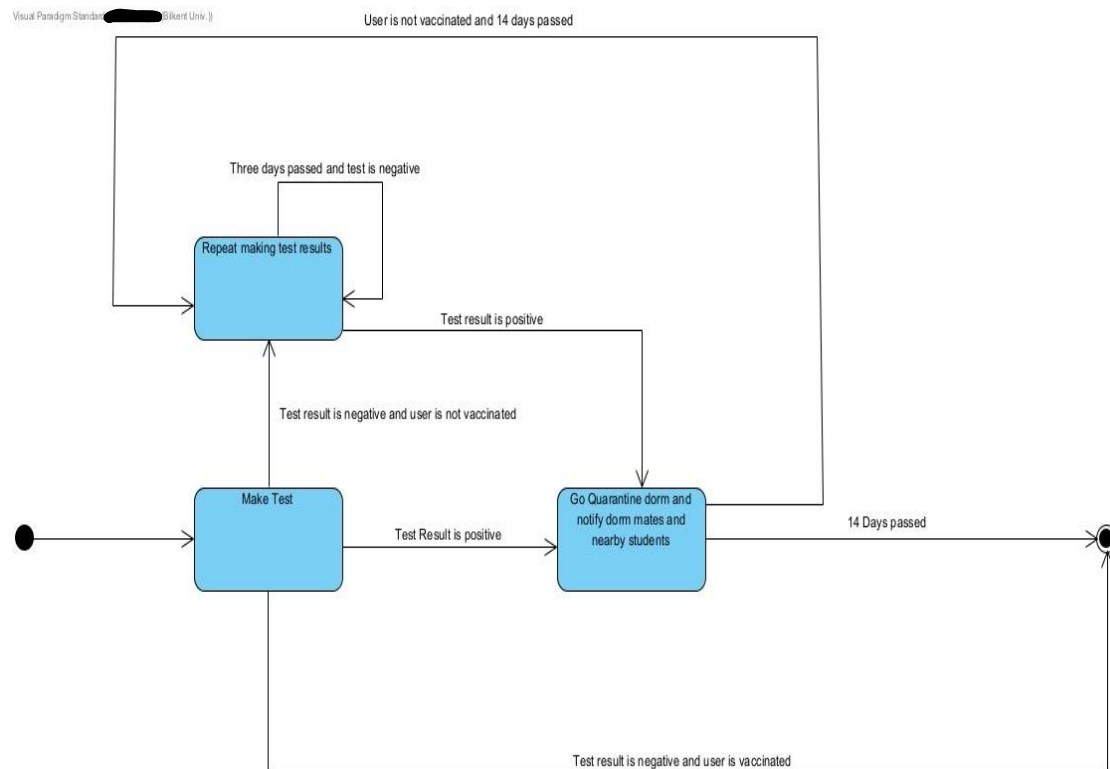 Visual Paradigm Standard (Bilkent Univ.))
User is not vaccinated and 14 days passed
Three days passed and test is negative
Repeat making test results
Test result is positive
Test result is negative and user is not vaccinated
Make Test
Go Quarantine dorm and
notify dorm mates and
nearby students
Test Result is positive
14 Days passed
Test result is negative and user is vaccinated